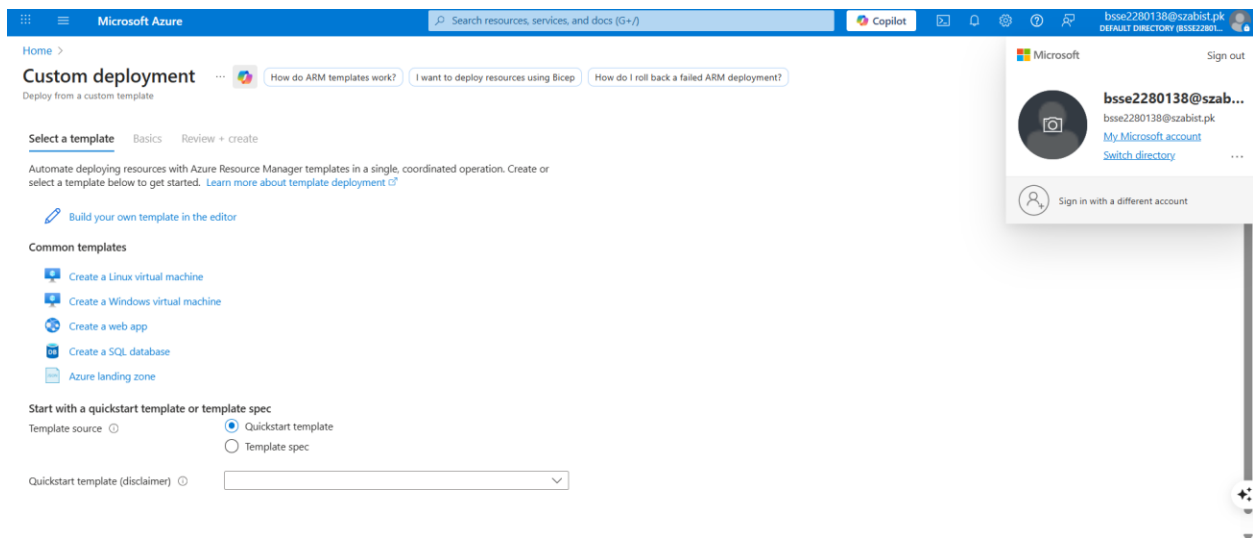 Microsoft Azure
Search resources, services, and docs (G+/)
Copilot
bsse2280138@szabist.pk
DEFAULT DIRECTORY (BSSE22801...
Home >
Custom deployment ...
How do ARM templates work?
I want to deploy resources using Bicep
How do I roll back a failed ARM deployment?
Deploy from a custom template
Microsoft
Sign out
bsse2280138@szab...
bsse2280138@szabist.pk
My Microsoft account
Switch directory
...
Sign in with a different account
Select a template
Basics
Review + create
Automate deploying resources with Azure Resource Manager templates in a single, coordinated operation. Create or
select a template below to get started. Learn more about template deployment
Build your own template in the editor
Common templates
Create a Linux virtual machine
Create a Windows virtual machine
Create a web app
DB
Create a SQL database
Azure landing zone
Start with a quickstart template or template spec
Template source
Quickstart template
Template spec
Quickstart template (disclaimer)